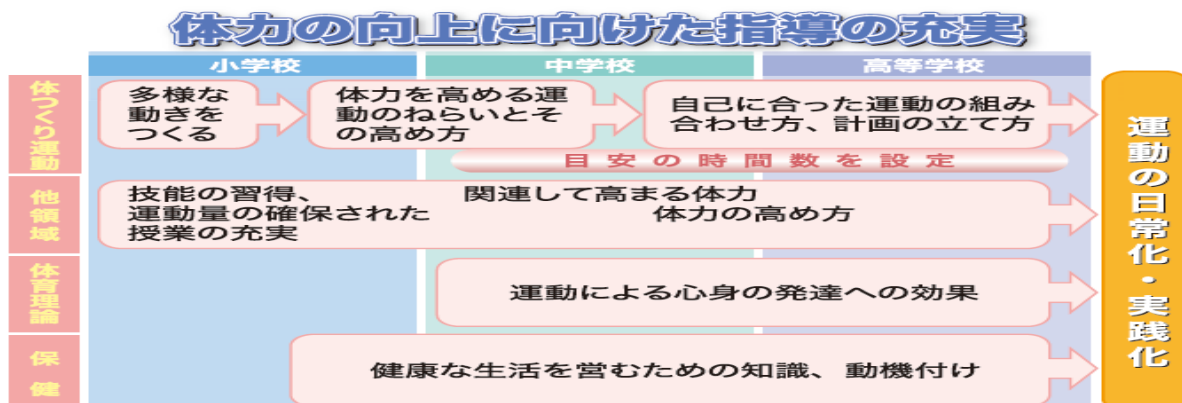 体力の向上に向けた指導の充実
小学校
中学校
高等学校
体つくり運動
多様な
動きを
つくる
体力を高める運
動のねらいとそ
の高め方
自己に合った運動の組み
合わせ方、計画の立て方
目安の時間数を設定
他領域
技能の習得、
運動量の確保された
授業の充実
関連して高まる体力
体力の高め方
体育理論
運動による心身の発達への効果
保健
健康な生活を営むための知識、動機付け
運動の日常化・実践化